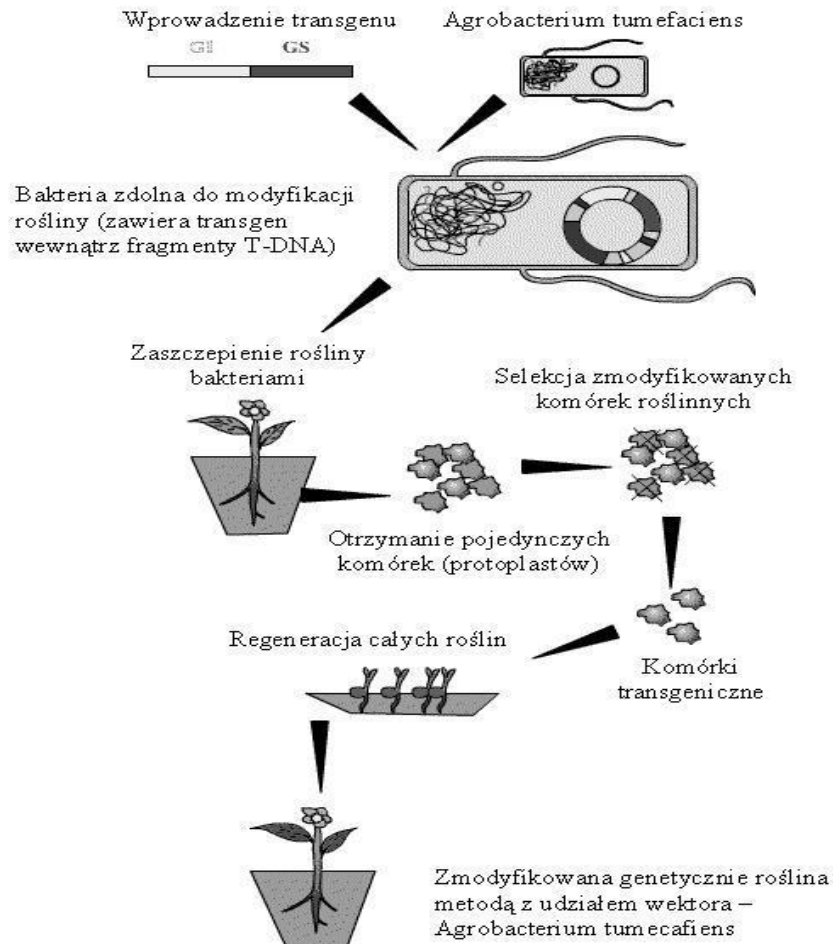 Wprowadzenie transgenu
Agrobacterium tumefaciens
GI GS
Bakteria zdolna do modyfikacji
rośliny (zawiera transgen
wewnątrz fragmenty T-DNA)
Zaszczepienie rośliny
bakteriami
Selekcja zmodyfikowanych
komórek roślinnych
Otrzymanie pojedynczych
komórek (protoplastów)
Regeneracja całych roślin
Komórki
transgeniczne
Zmodyfikowana genetycznie roślina
metodą z udziałem wektora –
Agrobacterium tumecafiens